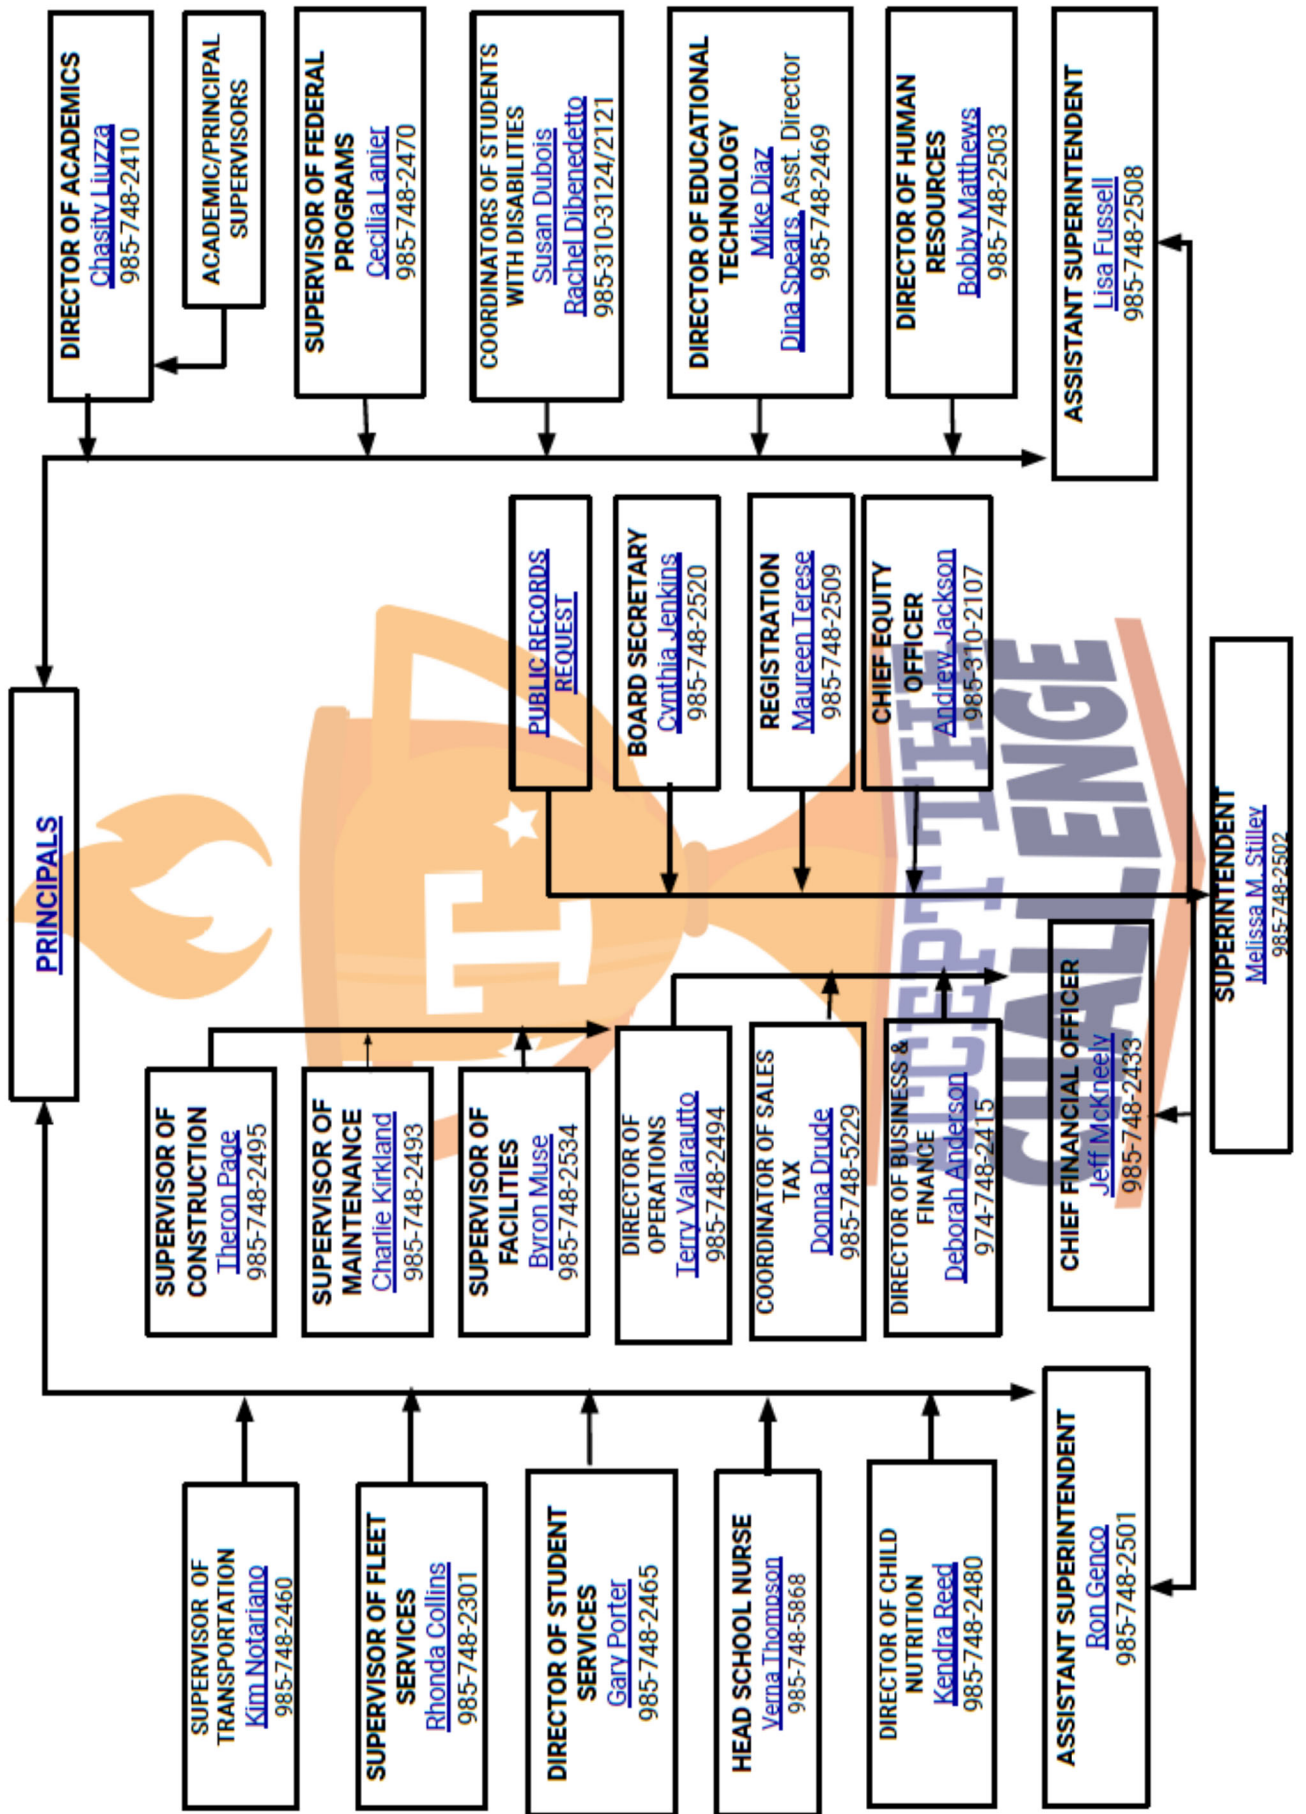 PRINCIPALS
SUPERVISOR OF
TRANSPORTATION
Kim Notariano
985-748-2460
SUPERVISOR OF FLEET
SERVICES
Rhonda Collins
985-748-2301
DIRECTOR OF STUDENT
SERVICES
Gary Porter
985-748-2465
HEAD SCHOOL NURSE
Verna Thompson
985-748-5868
DIRECTOR OF CHILD
NUTRITION
Kendra Reed
985-748-2480
ASSISTANT SUPERINTENDENT
Ron Genco
985-748-2501
SUPERVISOR OF
CONSTRUCTION
Theron Page
985-748-2495
SUPERVISOR OF
MAINTENANCE
Charlie Kirkland
985-748-2493
SUPERVISOR OF
FACILITIES
Byron Muse
985-748-2534
DIRECTOR OF
OPERATIONS
Terry Vallarautto
985-748-2494
COORDINATOR OF SALES
TAX
Donna Drude
985-748-5229
DIRECTOR OF BUSINESS &
FINANCE
Deborah Anderson
974-748-2415
CHIEF FINANCIAL OFFICER
Jeff McKneely
985-748-2433
PUBLIC RECORDS
REQUEST
BOARD SECRETARY
Cynthia Jenkins
985-748-2520
REGISTRATION
Maureen Terese
985-748-2509
CHIEF EQUITY
OFFICER
Andrew Jackson
985-310-2107
DIRECTOR OF ACADEMICS
Chasity Liuzza
985-748-2410
ACADEMIC/PRINCIPAL
SUPERVISORS
SUPERVISOR OF FEDERAL
PROGRAMS
Cecilia Lanier
985-748-2470
COORDINATORS OF STUDENTS
WITH DISABILITIES
Susan Dubois
Rachel Dibenedetto
985-310-3124/2121
DIRECTOR OF EDUCATIONAL
TECHNOLOGY
Mike Diaz
Dina Spears, Asst. Director
985-748-2469
DIRECTOR OF HUMAN
RESOURCES
Bobby Matthews
985-748-2503
ASSISTANT SUPERINTENDENT
Lisa Fussell
985-748-2508
SUPERINTENDENT
Melissa M. Stilley
985-748-2502
T
ACCEPT THE
CHALLENGE